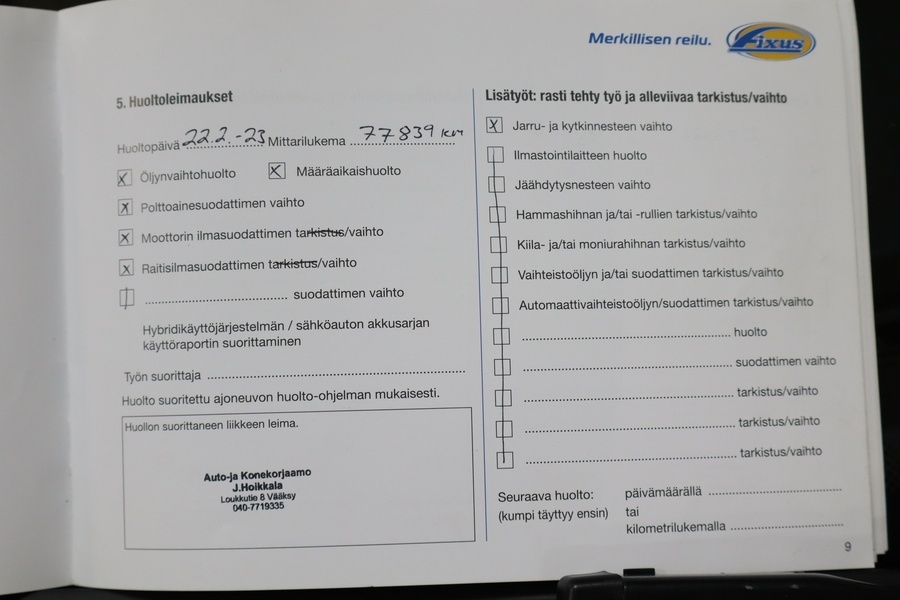 Merkillisen reilu. Fixus
5. Huoltoleimaukset
Huoltopäivä 22.2.-23 Mittarilukema 77839 km
Öljynvaihtohuolto Määräaikaishuolto
Polttoainesuodattimen vaihto
Moottorin ilmasuodattimen tarkistus/vaihto
Raitisilmasuodattimen tarkistus/vaihto
suodattimen vaihto
Hybridikäyttöjärjestelmän / sähköauton akkusarjan
käyttöraportin suorittaminen
Työn suorittaja
Huolto suoritettu ajoneuvon huolto-ohjelman mukaisesti.
Huollon suorittaneen liikkeen leima.
Auto-ja Konekorjaamo
J.Hoikkala
Loukkutie 8 Vääksy
040-7719335
Lisätyöt: rasti tehty työ ja alleviivaa tarkistus/vaihto
Jarru- ja kytkinnesteen vaihto
Ilmastointilaitteen huolto
Jäähdytysnesteen vaihto
Hammashihnan ja/tai -rullien tarkistus/vaihto
Kiila- ja/tai moniurahihnan tarkistus/vaihto
Vaihteistoöljyn ja/tai suodattimen tarkistus/vaihto
Automaattivaihteistoöljyn/suodattimen tarkistus/vaihto
huolto
suodattimen vaihto
tarkistus/vaihto
tarkistus/vaihto
tarkistus/vaihto
Seuraava huolto: päivämäärällä
(kumpi täyttyy ensin) tai
kilometrilukemalla
9